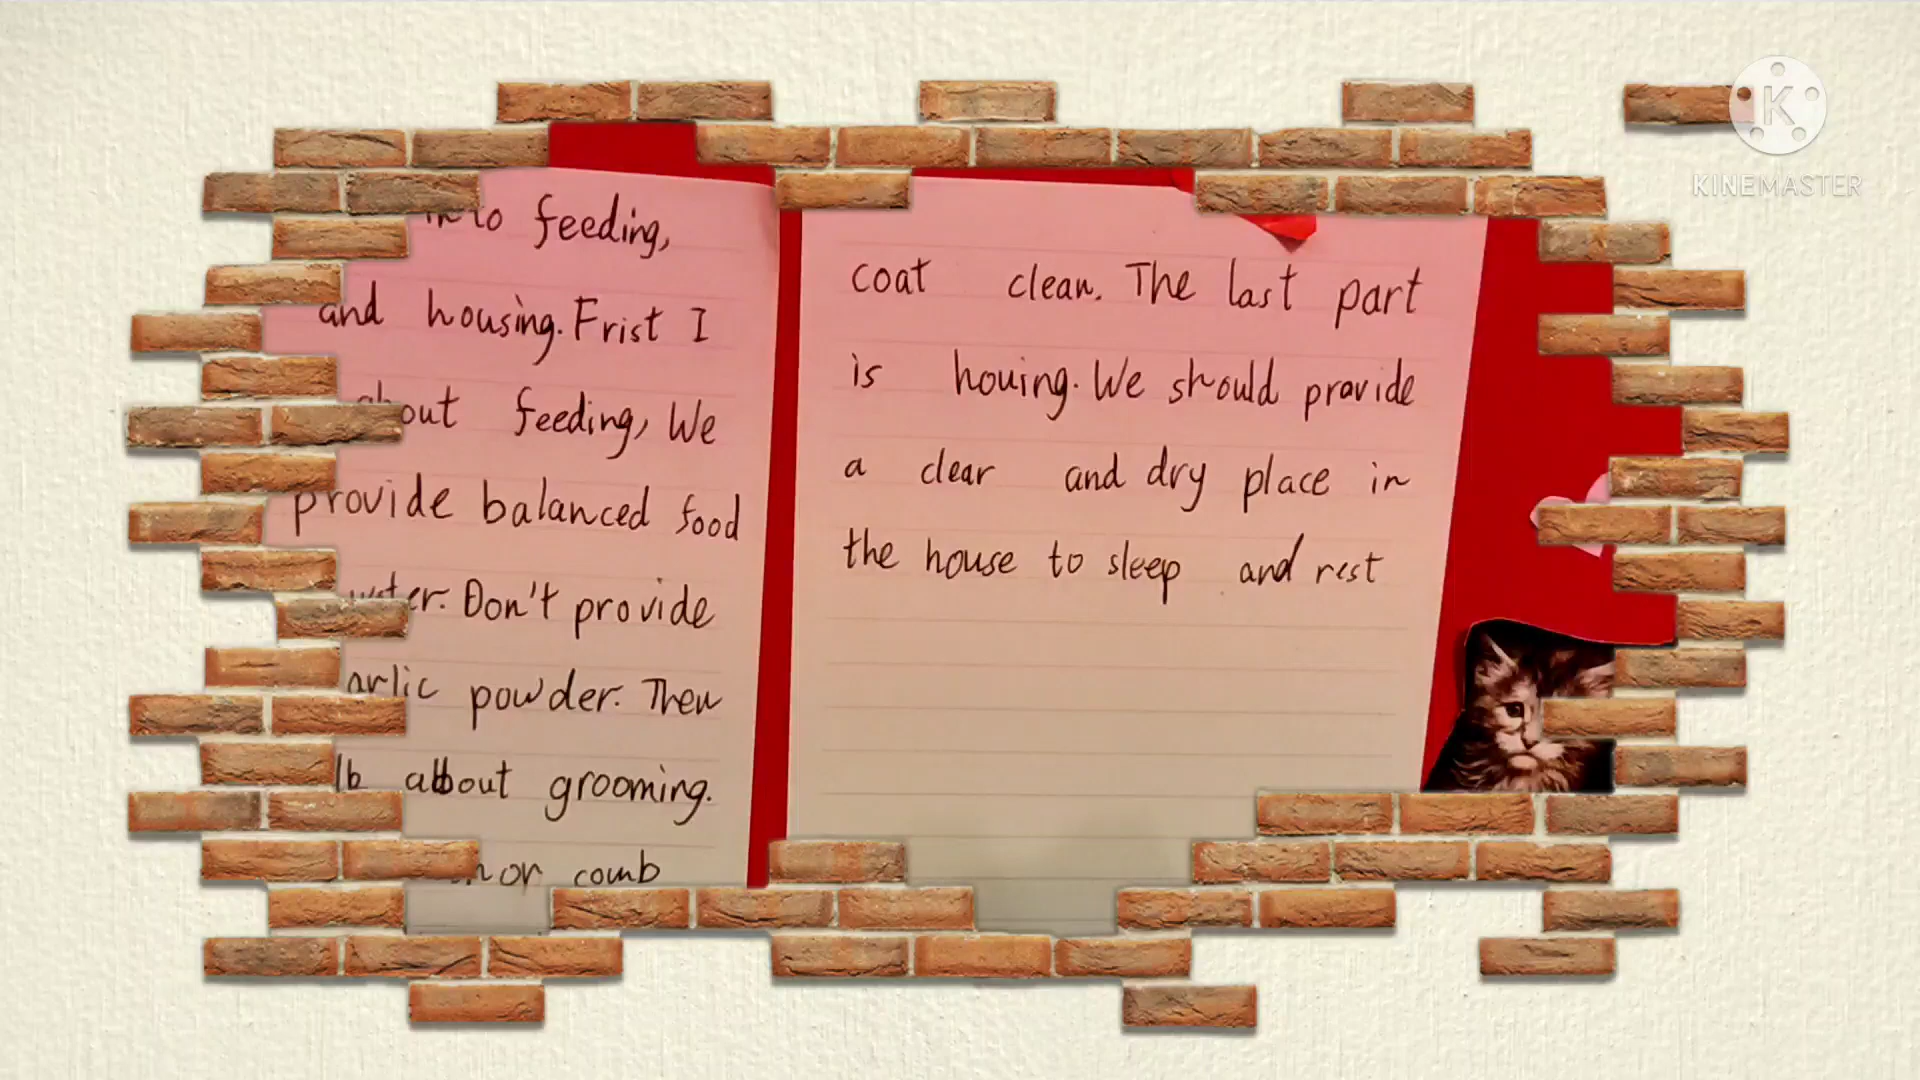 feeding,
and housing. Frist I
about feeding, We
provide balanced food
Don't provide
powder. Then
about grooming.
comb
coat clean. The last part
is houing. We should provide
a clear and dry place in
the house to sleep and rest
KINEMASTER